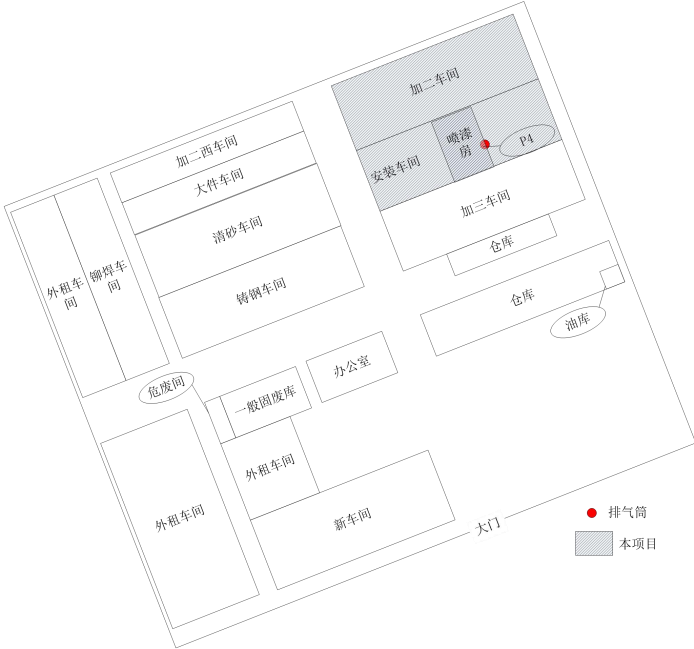 加二车间
喷漆
房
P4
安装车间
加三车间
仓库
仓库
油库
加二西车间
大件车间
清砂车间
铸钢车间
外租车
间
铆焊车
间
危废间
一般固废库
办公室
外租车间
外租车间
新车间
大门
排气筒
本项目